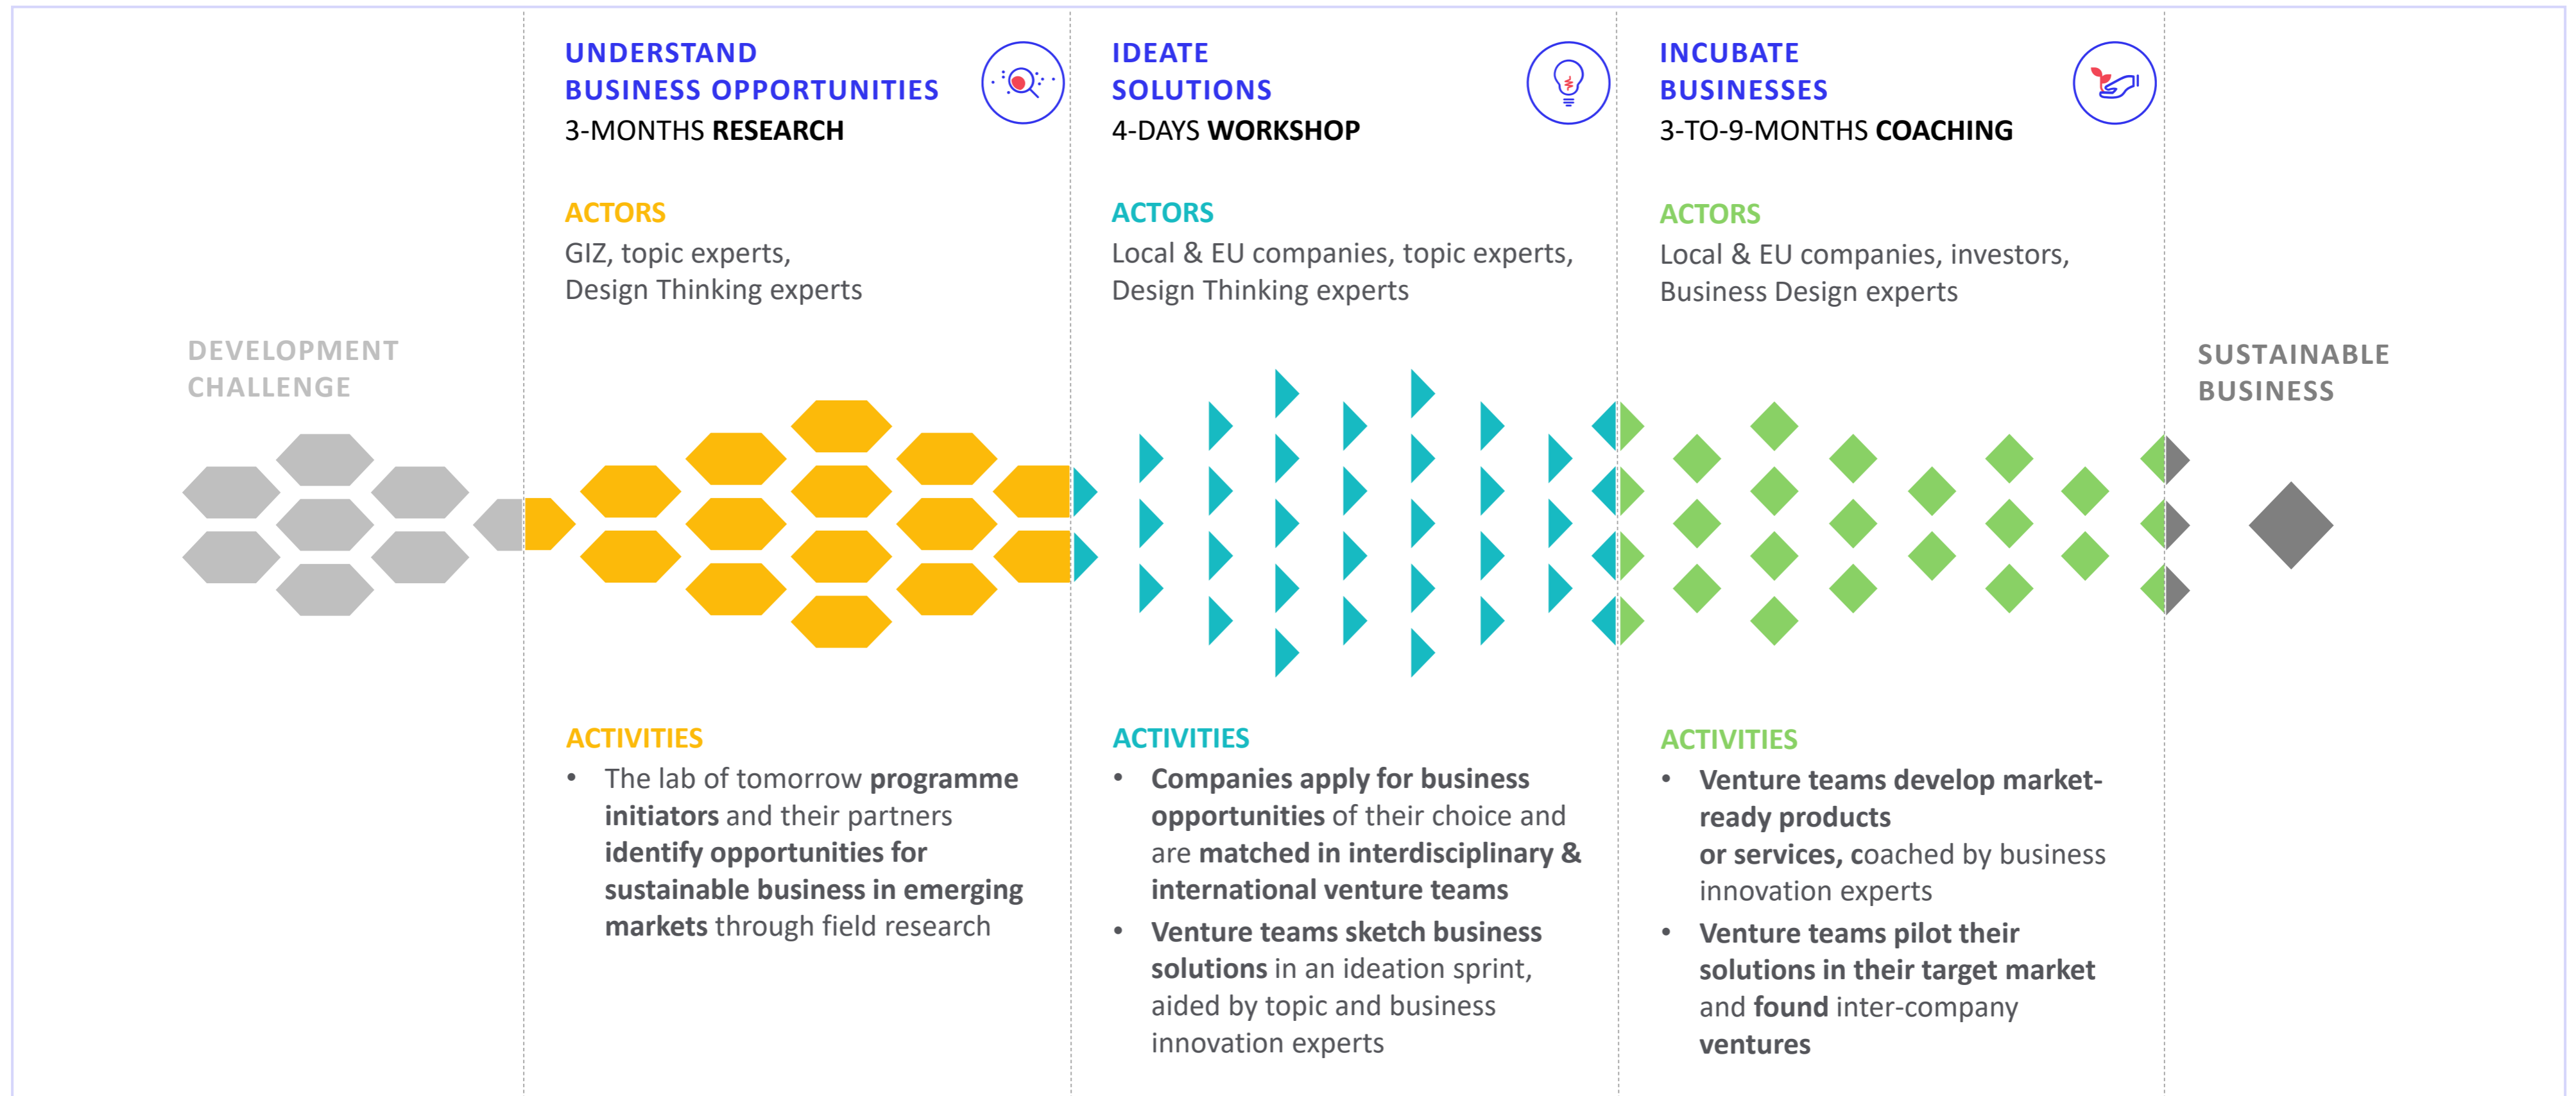 DEVELOPMENT
CHALLENGE
UNDERSTAND
BUSINESS OPPORTUNITIES
3-MONTHS RESEARCH
ACTORS
GIZ, topic experts,
Design Thinking experts
ACTIVITIES
• The lab of tomorrow programme
initiators and their partners
identify opportunities for
sustainable business in emerging
markets through field research
IDEATE
SOLUTIONS
4-DAYS WORKSHOP
ACTORS
Local & EU companies, topic experts,
Design Thinking experts
ACTIVITIES
• Companies apply for business
opportunities of their choice and
are matched in interdisciplinary &
international venture teams
• Venture teams sketch business
solutions in an ideation sprint,
aided by topic and business
innovation experts
INCUBATE
BUSINESSES
3-TO-9-MONTHS COACHING
ACTORS
Local & EU companies, investors,
Business Design experts
ACTIVITIES
• Venture teams develop market-
ready products
or services, coached by business
innovation experts
• Venture teams pilot their
solutions in their target market
and found inter-company
ventures
SUSTAINABLE
BUSINESS